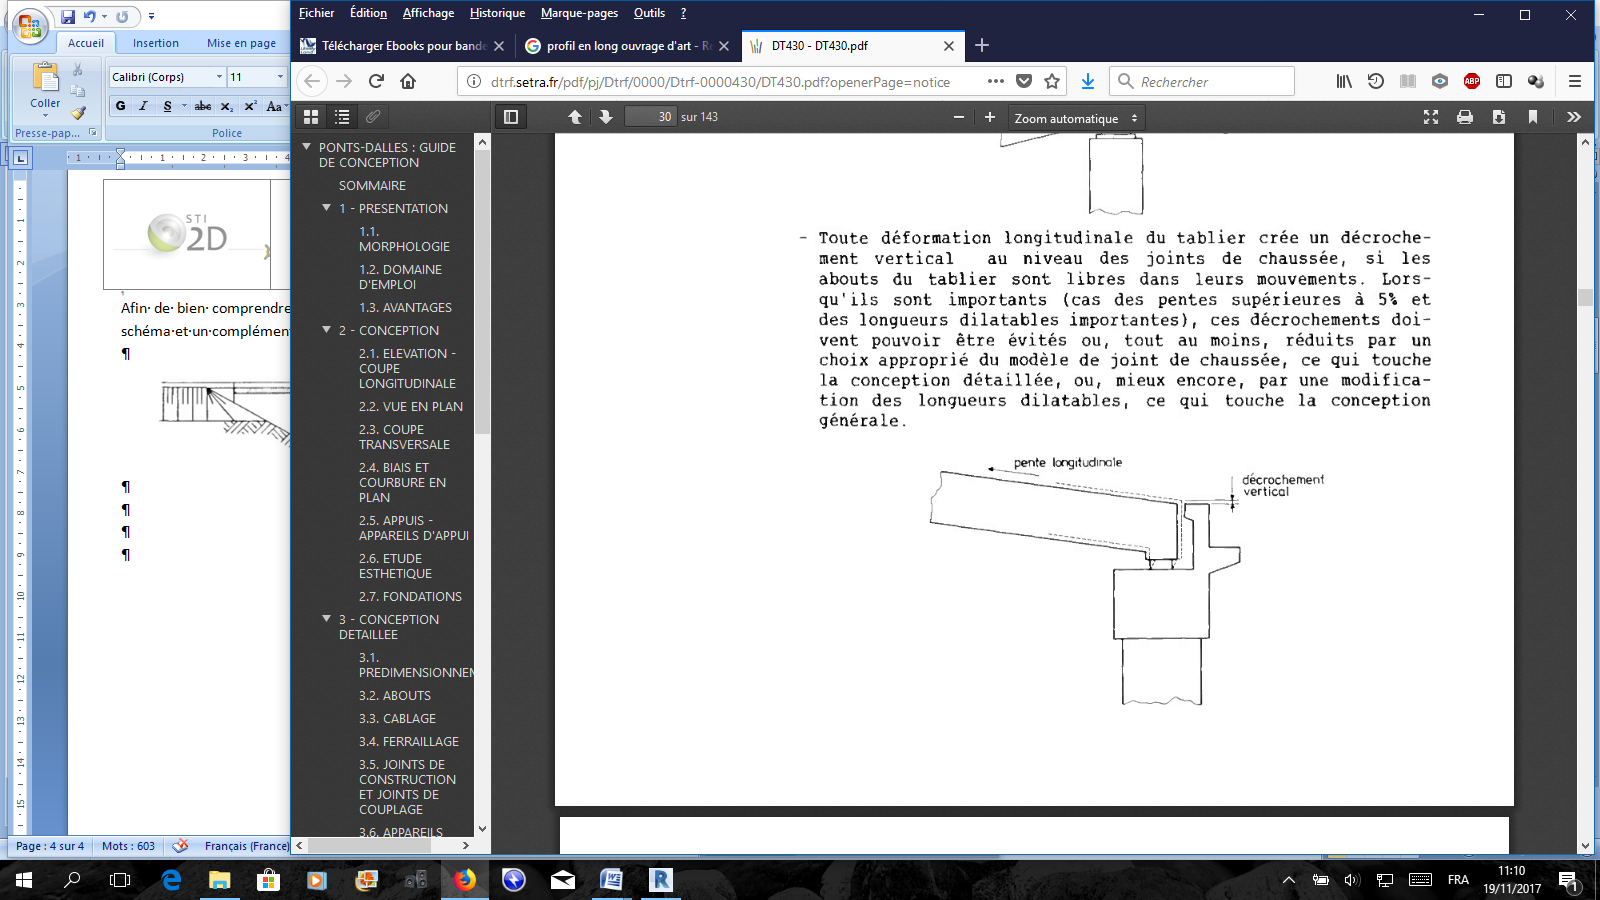 Fichier Édition Affichage Historique Marque-pages Outils ?
Accueil Insertion Mise en page
Télécharger Ebooks pour bande
profil en long ouvrage d'art - Re
DT430 - DT430.pdf
Calibri (Corps) 11
dtrf.setra.fr/pdf/pj/Dtrf/0000/Dtrf-0000430/DT430.pdf?openerPage=notice
Rechercher
ABP
Coller
G I S abc x₂ x² Aa
Presse-pap...
Police
30 sur 143
Zoom automatique
PONTS-DALLES : GUIDE
DE CONCEPTION
SOMMAIRE
1 - PRESENTATION
1.1.
MORPHOLOGIE
1.2. DOMAINE
D'EMPLOI
1.3. AVANTAGES
2 - CONCEPTION
2.1. ELEVATION -
COUPE
LONGITUDINALE
2.2. VUE EN PLAN
2.3. COUPE
TRANSVERSALE
2.4. BIAIS ET
COURBURE EN
PLAN
2.5. APPUIS -
APPAREILS D'APPUI
2.6. ETUDE
ESTHETIQUE
2.7. FONDATIONS
3 - CONCEPTION
DETAILLEE
3.1.
PREDIMENSIONNEM
3.2. ABOUTS
3.3. CABLAGE
3.4. FERRAILLAGE
3.5. JOINTS DE
CONSTRUCTION
ET JOINTS DE
COUPLAGE
3.6. APPAREILS
STI
2D
Afin de bien comprendre
schéma et un complément
- Toute déformation longitudinale du tablier crée un décroche-
ment vertical au niveau des joints de chaussée, si les
abouts du tablier sont libres dans leurs mouvements. Lors-
qu'ils sont importants (cas des pentes supérieures à 5% et
des longueurs dilatables importantes), ces décrochements doi-
vent pouvoir être évités ou, tout au moins, réduits par un
choix approprié du modèle de joint de chaussée, ce qui touche
la conception détaillée, ou, mieux encore, par une modifica-
tion des longueurs dilatables, ce qui touche la conception
générale.
pente longitudinale
décrochement
vertical
Page : 4 sur 4 Mots : 603 Français (France)
FRA
11:10
19/11/2017
1